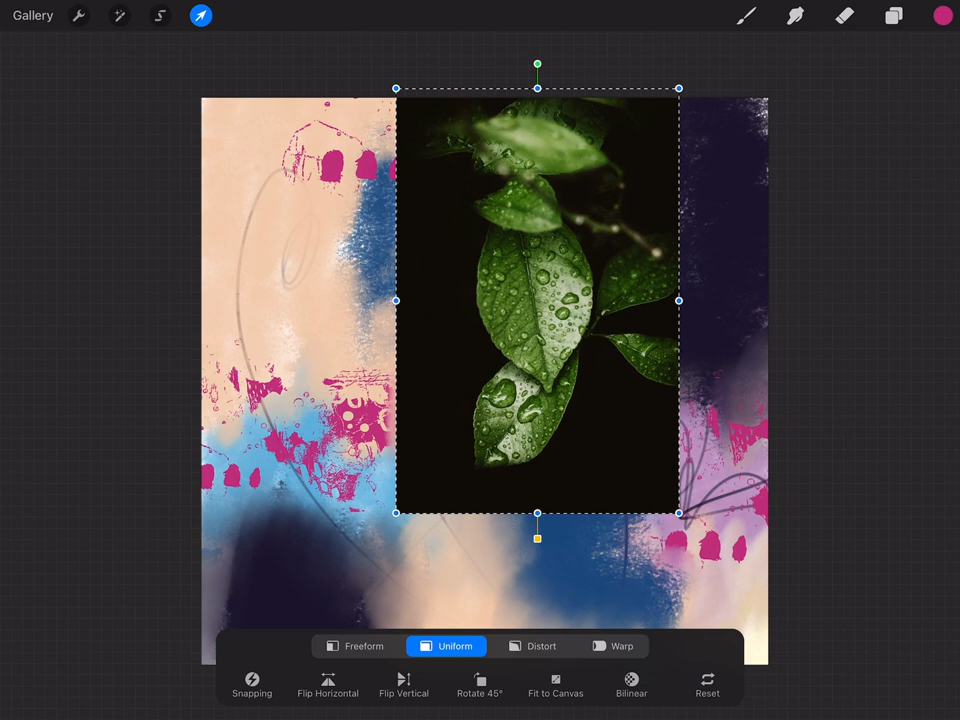 Gallery
Freeform Uniform Distort Warp
Snapping Flip Horizontal Flip Vertical Rotate 45° Fit to Canvas Bilinear Reset